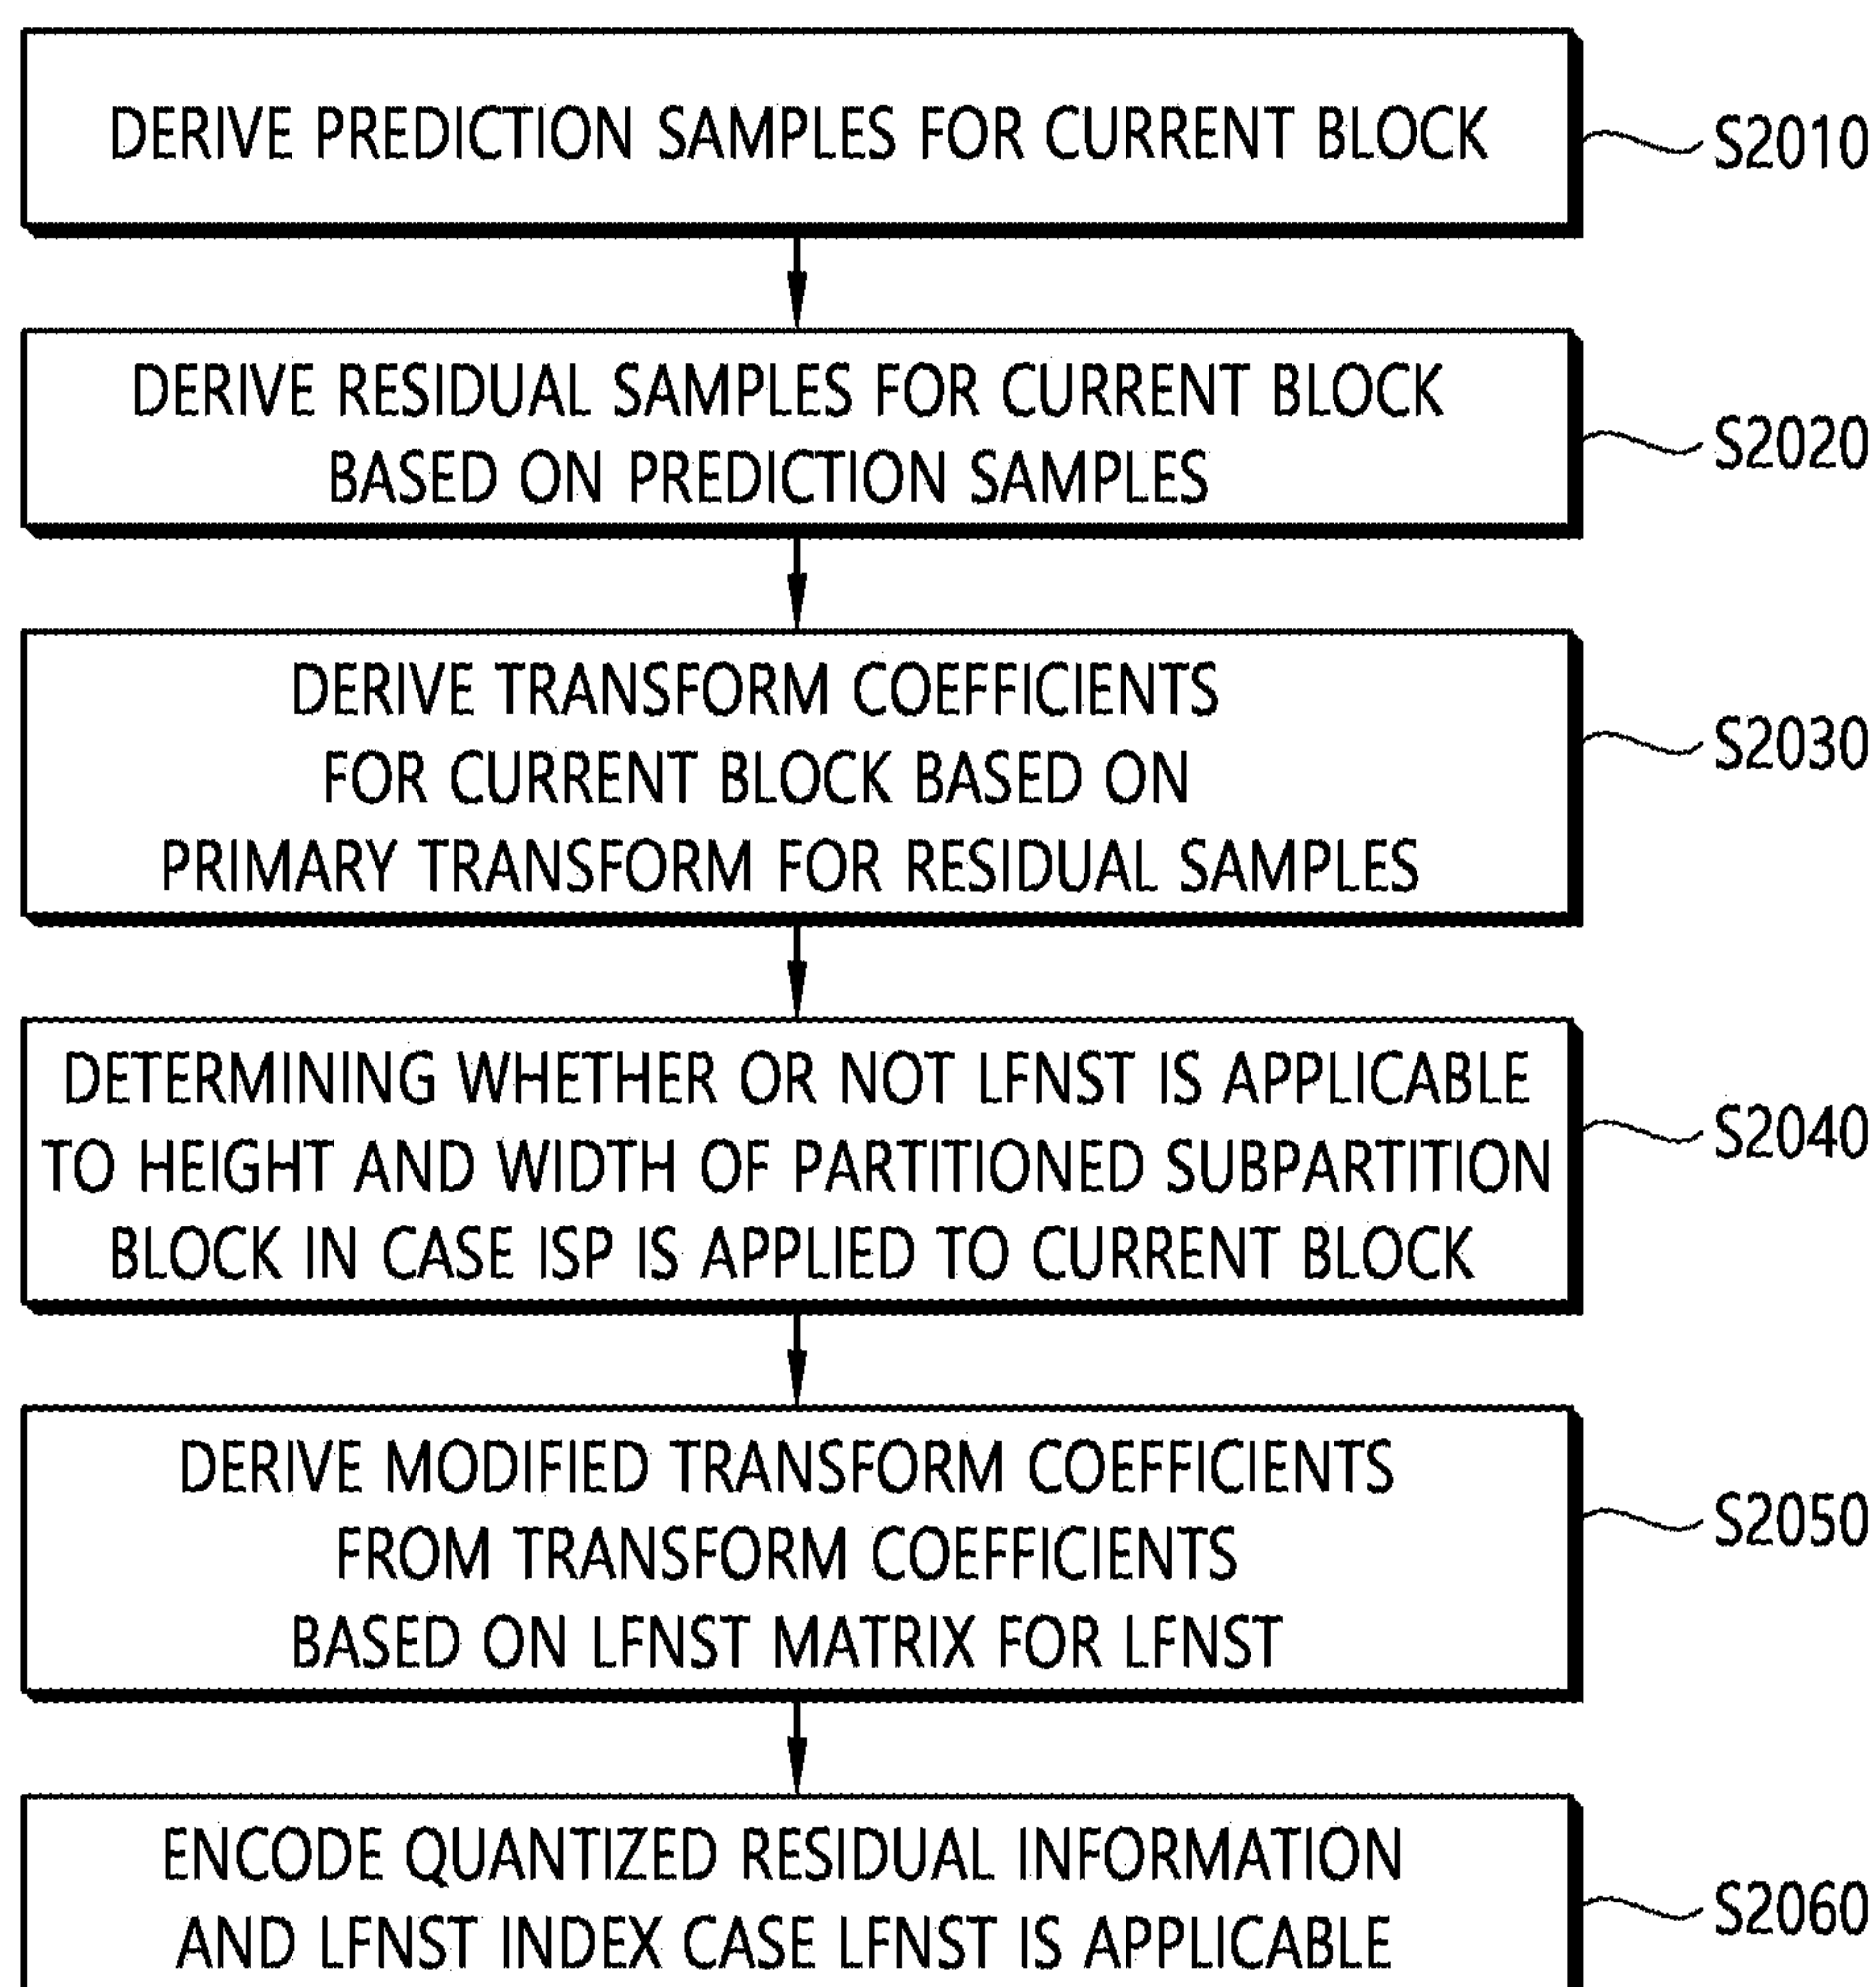 DERIVE PREDICTION SAMPLES FOR CURRENT BLOCK
S2010
DERIVE RESIDUAL SAMPLES FOR CURRENT BLOCK
BASED ON PREDICTION SAMPLES
S2020
DERIVE TRANSFORM COEFFICIENTS
FOR CURRENT BLOCK BASED ON
PRIMARY TRANSFORM FOR RESIDUAL SAMPLES
S2030
DETERMINING WHETHER OR NOT LFNST IS APPLICABLE
TO HEIGHT AND WIDTH OF PARTITIONED SUBPARTITION
BLOCK IN CASE ISP IS APPLIED TO CURRENT BLOCK
S2040
DERIVE MODIFIED TRANSFORM COEFFICIENTS
FROM TRANSFORM COEFFICIENTS
BASED ON LFNST MATRIX FOR LFNST
S2050
ENCODE QUANTIZED RESIDUAL INFORMATION
AND LFNST INDEX CASE LFNST IS APPLICABLE
S2060